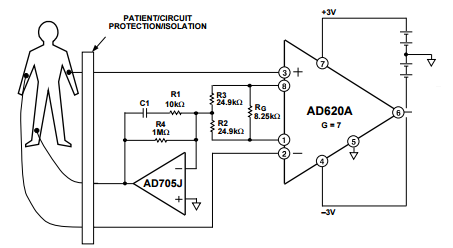 PATIENT/CIRCUIT
PROTECTION/ISOLATION
+3V
7
3
+
8
R1
10kΩ
C1
R3
24.9kΩ
RG
8.25kΩ
AD620A
G = 7
6
R4
1MΩ
R2
24.9kΩ
1
2
−
5
4
−
AD705J
+
–3V